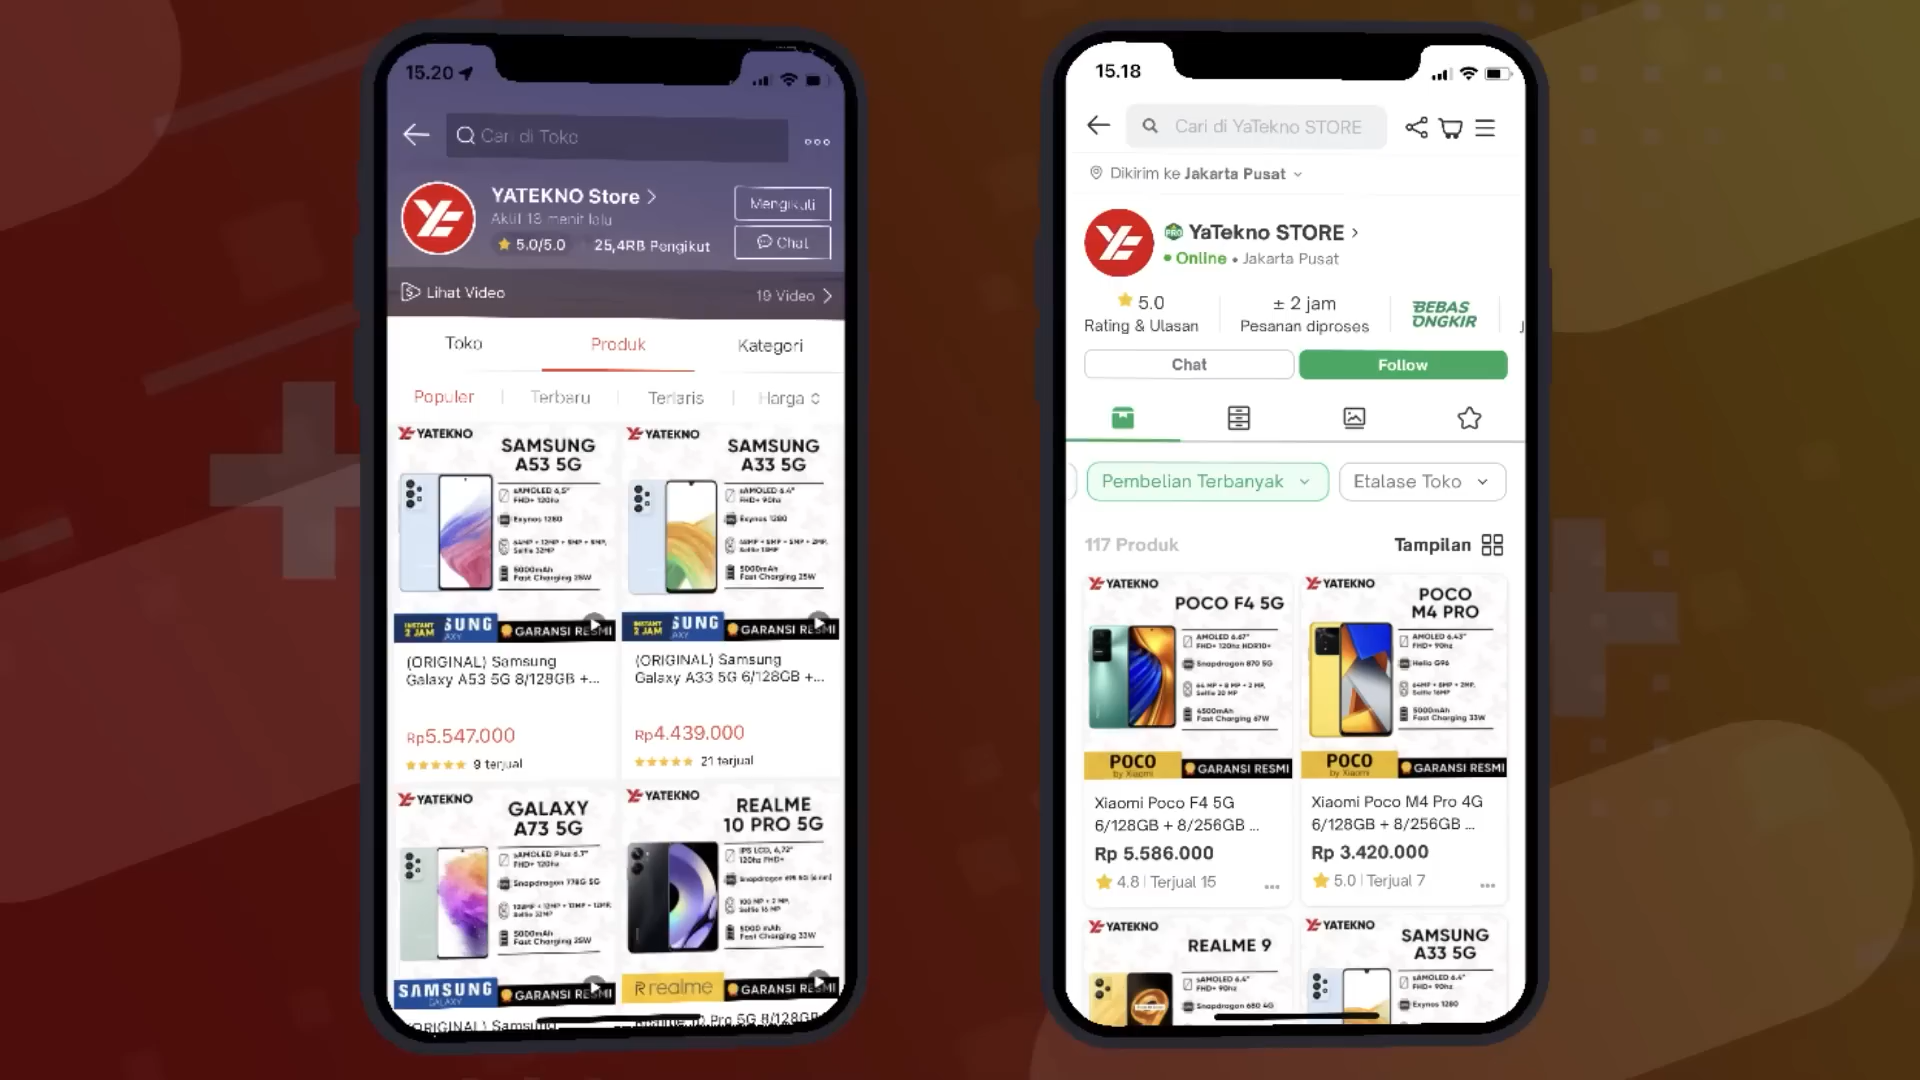 15.20
Cari di Toko
YATEKNO Store
Aktif 13 menit lalu
5.0/5.0 25,4RB Pengikut
Mengikuti
Chat
Lihat Video
19 Video
Toko Produk Kategori
Populer Terbaru Terlaris Harga
YATEKNO
SAMSUNG
A53 5G
sAMOLED 6,5"
FHD+ 120hz
Exynos 1280
64MP + 12MP + 5MP + 5MP,
Selfie 32MP
5000mAh
Fast Charging 25W
INSTANT
2 JAM
SUNG
GARANSI RESMI
(ORIGINAL) Samsung
Galaxy A53 5G 8/128GB +...
Rp5.547.000
9 terjual
YATEKNO
SAMSUNG
A33 5G
sAMOLED 6.4"
FHD+ 90hz
Exynos 1280
48MP + 8MP + 5MP + 2MP,
Selfie 13MP
5000mAh
Fast Charging 25W
INSTANT
2 JAM
SUNG
GARANSI RESMI
(ORIGINAL) Samsung
Galaxy A33 5G 6/128GB +...
Rp4.439.000
21 terjual
YATEKNO
GALAXY
A73 5G
sAMOLED Plus 6.7"
FHD+ 120hz
Snapdragon 778G 5G
108MP + 12MP + 5MP,
Selfie 32MP
5000mAh
Fast Charging 25W
SAMSUNG
GALAXY
GARANSI RESMI
(ORIGINAL) Samsung
YATEKNO
REALME
10 PRO 5G
IPS LCD, 6,72"
120hz FHD+
Snapdragon 695 5G (6 nm)
108 MP + 2 MP,
Selfie 16 MP
5000 mAh
Fast Charging 33W
realme
GARANSI RESMI
Pro 5G 8/128GB
15.18
Cari di YaTekno STORE
Dikirim ke Jakarta Pusat
PRO
YaTekno STORE
Online • Jakarta Pusat
5.0
Rating & Ulasan
± 2 jam
Pesanan diproses
BEBAS
ONGKIR
Chat
Follow
Pembelian Terbanyak
Etalase Toko
117 Produk
Tampilan
YATEKNO
POCO F4 5G
AMOLED 6.67"
FHD+ 120hz HDR10+
Snapdragon 870 5G
64 MP + 8 MP + 2 MP,
Selfie 20 MP
4500mAh
Fast Charging 67W
POCO
by Xiaomi
GARANSI RESMI
Xiaomi Poco F4 5G
6/128GB + 8/256GB ...
Rp 5.586.000
4.8 | Terjual 15
YATEKNO
POCO
M4 PRO
AMOLED 6.43"
FHD+ 90hz
Helio G96
64MP + 8MP + 2MP,
Selfie 16MP
5000mAh
Fast Charging 33W
POCO
by Xiaomi
GARANSI RESMI
Xiaomi Poco M4 Pro 4G
6/128GB + 8/256GB ...
Rp 3.420.000
5.0 | Terjual 7
YATEKNO
REALME 9
sAMOLED 6.4"
FHD+ 90hz
Snapdragon 680 4G
YATEKNO
SAMSUNG
A33 5G
sAMOLED 6.4"
FHD+ 90hz
Exynos 1280